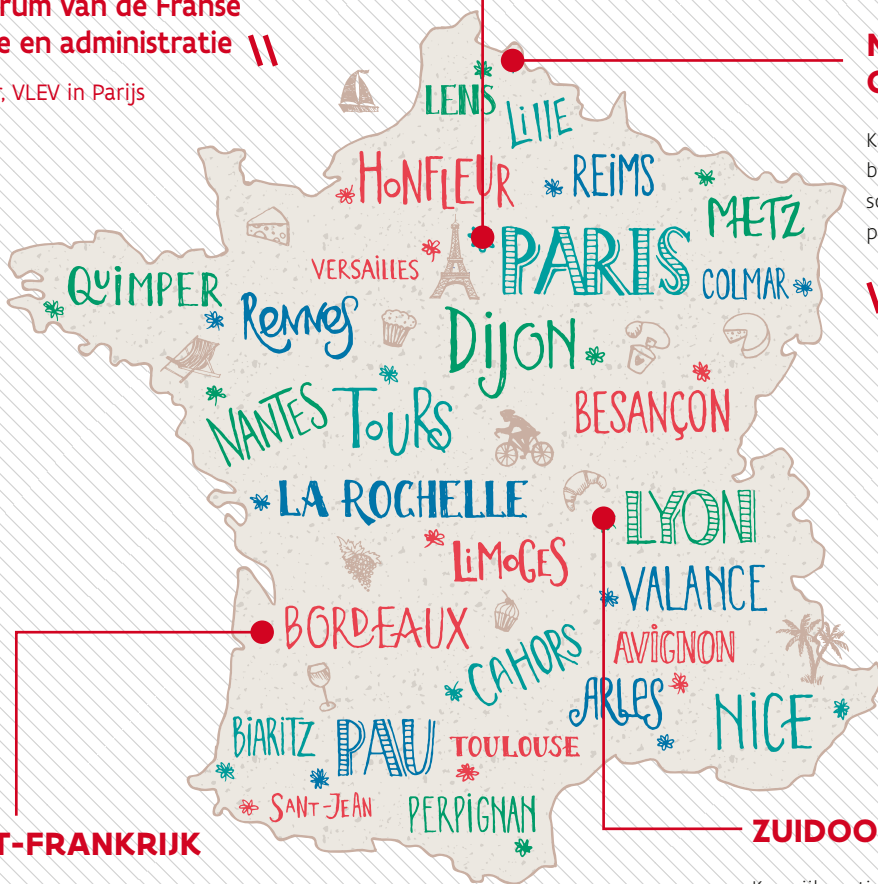 rum van de Franse
e en administratie
, VLEV in Parijs
LENS
LillE
HoNFLEUR
REiMS
METZ
PARIS
VERSAILLES
COLMAR
QUiMPER
RENNES
DijON
NANTES
ToURS
BESANÇON
LA ROCHELLE
LYON
LiMoGES
VALANCE
BORDEAUX
AViGNON
CAHORS
ARLES
NiCE
BiARiTZ
PAU
TOULOUSE
SANT-JEAN
PERPIGNAN
T-FRANKRIJK
ZUIDOO